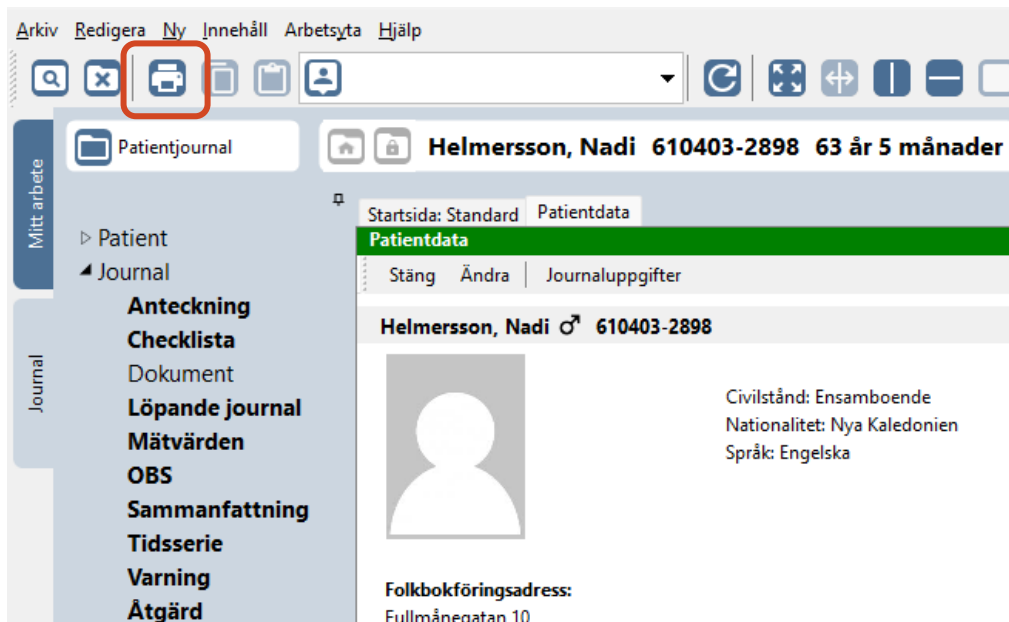 Arkiv Redigera Ny Innehåll Arbetsyta Hjälp
Patientjournal
Helmersson, Nadi 610403-2898 63 år 5 månader
Mitt arbete
Journal
Startsida: Standard Patientdata
Patientdata
Stäng Ändra Journaluppgifter
Patient
Journal
Anteckning
Checklista
Dokument
Löpande journal
Mätvärden
OBS
Sammanfattning
Tidsserie
Varning
Åtgärd
Helmersson, Nadi ♂ 610403-2898
Civilstånd: Ensamboende
Nationalitet: Nya Kaledonien
Språk: Engelska
Folkbokföringsadress:
Fullmånegatan 10